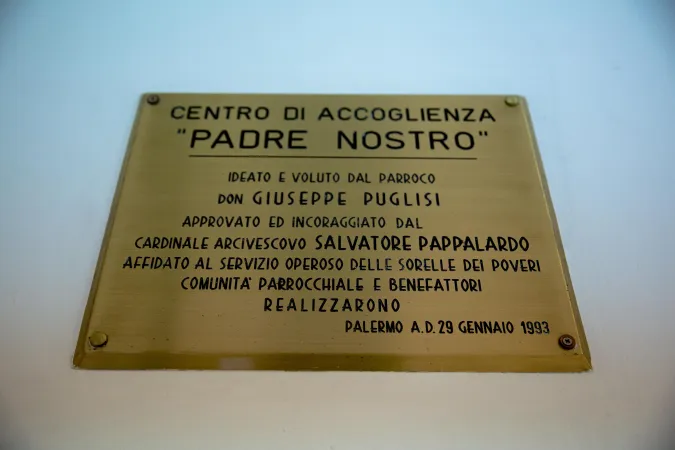 CENTRO DI ACCOGLIENZA
"PADRE NOSTRO"
IDEATO E VOLUTO DAL PARROCO
DON GIUSEPPE PUGLISI
APPROVATO ED INCORAGGIATO DAL
CARDINALE ARCIVESCOVO SALVATORE PAPPALARDO
AFFIDATO AL SERVIZIO OPEROSO DELLE SORELLE DEI POVERI
COMUNITA' PARROCCHIALE E BENEFATTORI
REALIZZARONO
PALERMO A.D. 29 GENNAIO 1993